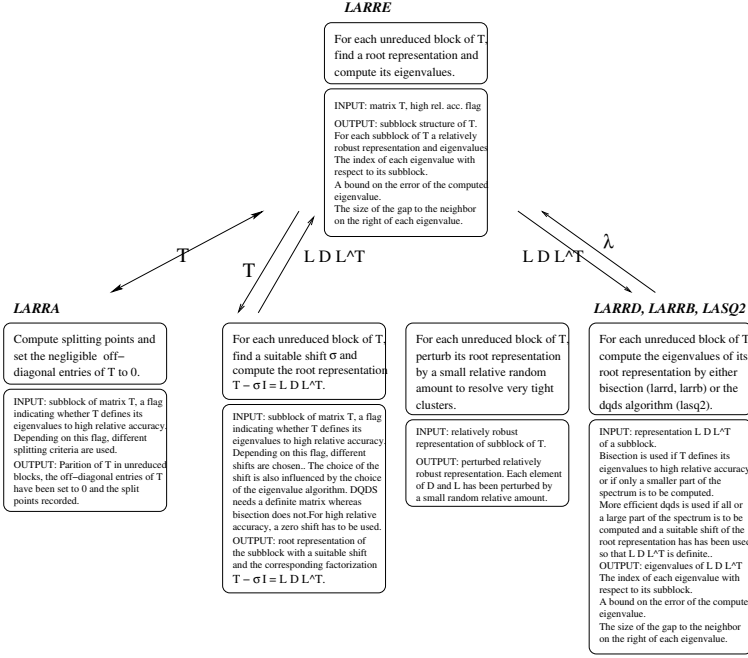 LARRE
For each unreduced block of T,
find a root representation and
compute its eigenvalues.
INPUT: matrix T, high rel. acc. flag
OUTPUT: subblock structure of T.
For each subblock of T a relatively
robust representation and eigenvalues
The index of each eigenvalue with
respect to its subblock.
A bound on the error of the computed
eigenvalue.
The size of the gap to the neighbor
on the right of each eigenvalue.
T
T
L D L^T
L D L^T
λ
LARRA
Compute splitting points and
set the negligible off−
diagonal entries of T to 0.
INPUT: subblock of matrix T, a flag
indicating whether T defines its
eigenvalues to high relative accuracy.
Depending on this flag, different
splitting criteria are used.
OUTPUT: Parition of T in unreduced
blocks, the off−diagonal entries of T
have been set to 0 and the split
points recorded.
For each unreduced block of T,
find a suitable shift σ and
compute the root representation
T − σ I = L D L^T.
INPUT: subblock of matrix T, a flag
indicating whether T defines its
eigenvalues to high relative accuracy.
Depending on this flag, different
shifts are chosen.. The choice of the
shift is also influenced by the choice
of the eigenvalue algorithm. DQDS
needs a definite matrix whereas
bisection does not.For high relative
accuracy, a zero shift has to be used.
OUTPUT: root representation of
the subblock with a suitable shift
and the corresponding factorization
T − σ I = L D L^T.
For each unreduced block of T,
perturb its root representation
by a small relative random
amount to resolve very tight
clusters.
INPUT: relatively robust
representation of subblock of T.
OUTPUT: perturbed relatively
robust representation. Each element
of D and L has been perturbed by
a small random relative amount.
LARRD, LARRB, LASQ2
For each unreduced block of T
compute the eigenvalues of its
root representation by either
bisection (larrd, larrb) or the
dqds algorithm (lasq2).
INPUT: representation L D L^T
of a subblock.
Bisection is used if T defines its
eigenvalues to high relative accuracy
or if only a smaller part of the
spectrum is to be computed.
More efficient dqds is used if all or
a large part of the spectrum is to be
computed and a suitable shift of the
root representation has has been used
so that L D L^T is definite..
OUTPUT: eigenvalues of L D L^T
The index of each eigenvalue with
respect to its subblock.
A bound on the error of the compute
eigenvalue.
The size of the gap to the neighbor
on the right of each eigenvalue.